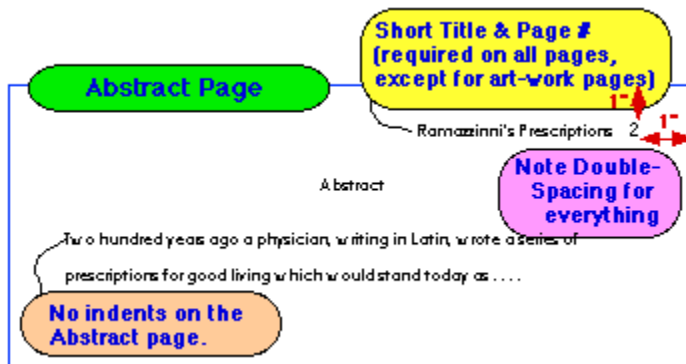 Short Title & Page #
(required on all pages,
except for art-work pages)
Abstract Page
1"
Ramazzinni's Prescriptions 2
1"
Note Double-
Spacing for
everything
Abstract
Two hundred years ago a physician, writing in Latin, wrote a series of
prescriptions for good living which would stand today as ....
No indents on the
Abstract page.